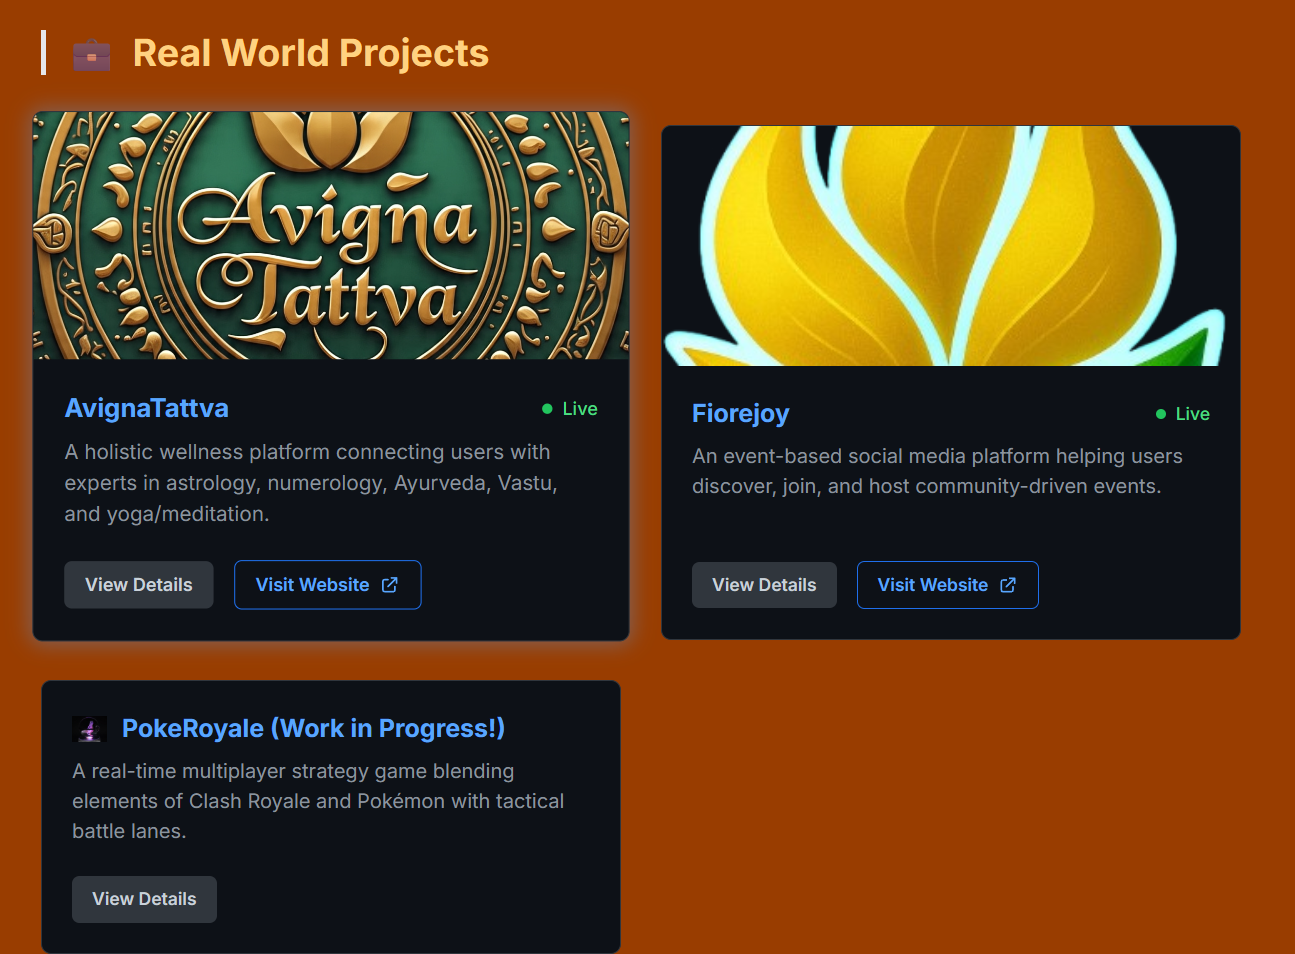 Real World Projects
Avigna
Tattva
AvignaTattva
Live
A holistic wellness platform connecting users with
experts in astrology, numerology, Ayurveda, Vastu,
and yoga/meditation.
View Details
Visit Website
Fiorejoy
Live
An event-based social media platform helping users
discover, join, and host community-driven events.
View Details
Visit Website
PokeRoyale (Work in Progress!)
A real-time multiplayer strategy game blending
elements of Clash Royale and Pokémon with tactical
battle lanes.
View Details